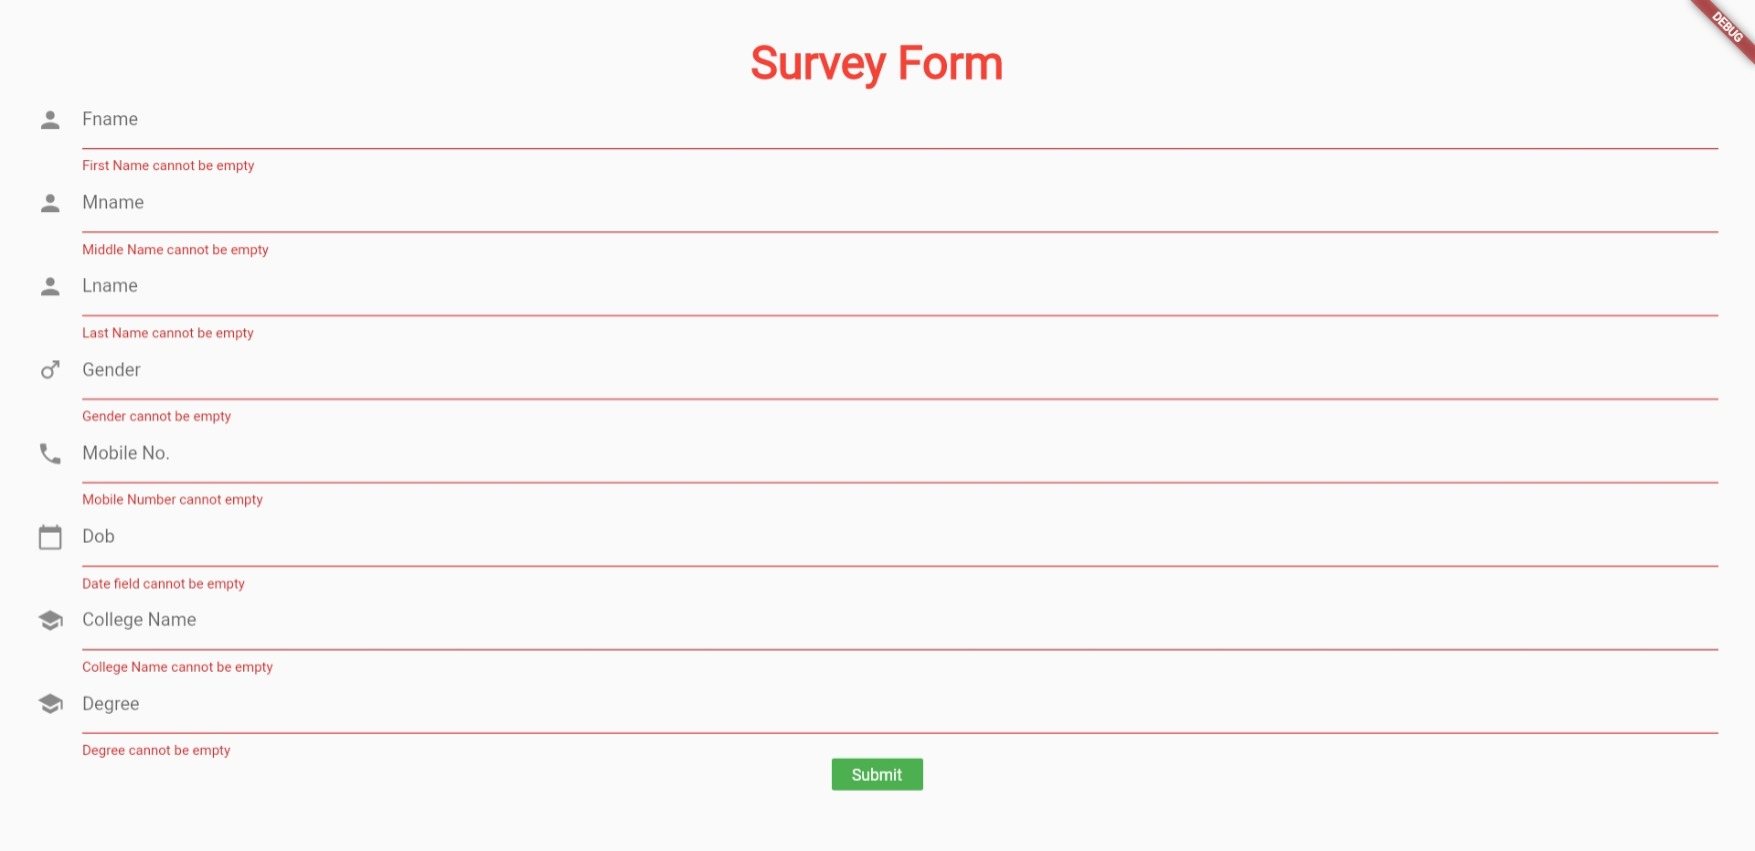 DEBUG
Survey Form
Fname
First Name cannot be empty
Mname
Middle Name cannot be empty
Lname
Last Name cannot be empty
Gender
Gender cannot be empty
Mobile No.
Mobile Number cannot empty
Dob
Date field cannot be empty
College Name
College Name cannot be empty
Degree
Degree cannot be empty
Submit